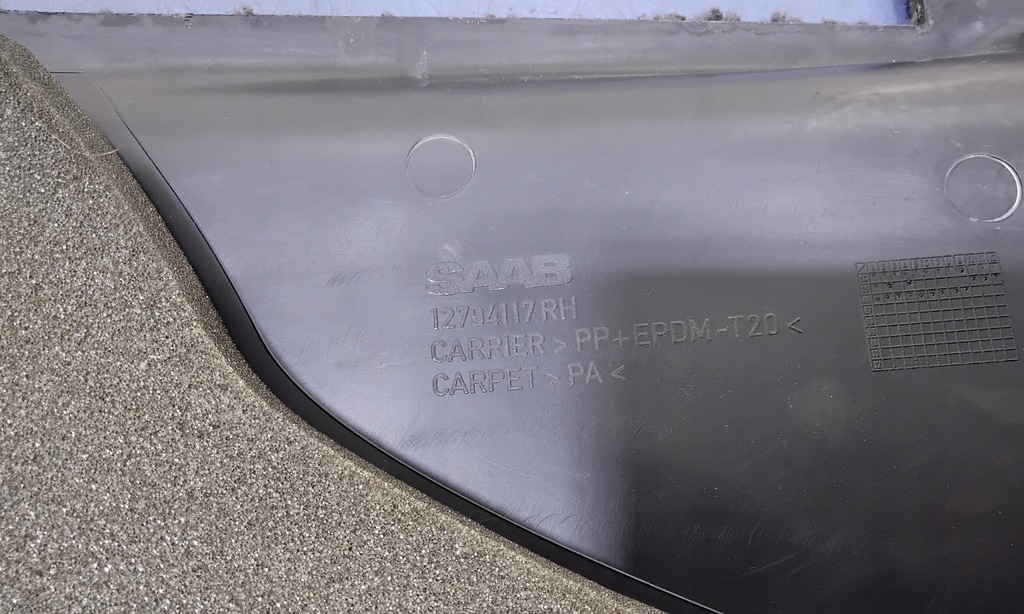 SAAB
12794117 RH
CARRIER > PP+EPDM-T20 <
CARPET > PA <